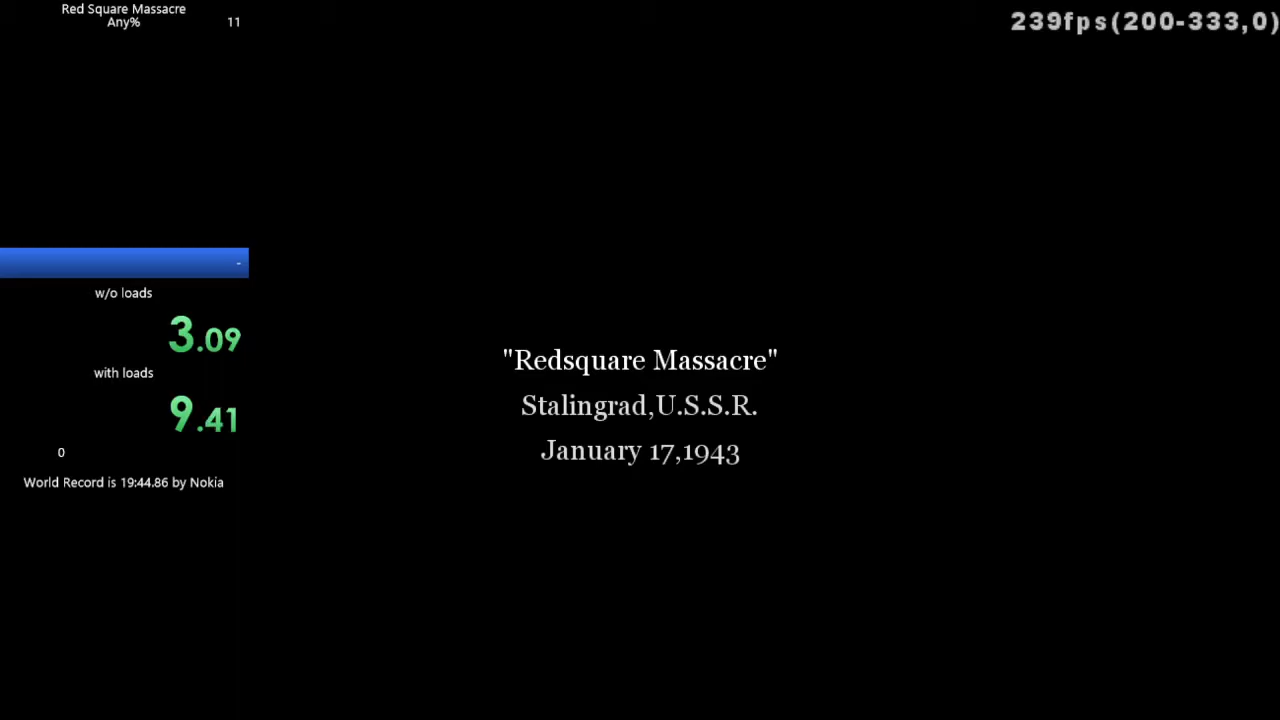 Red Square Massacre
Any% 11
239fps(200-333,0)
-
w/o loads
3.09
with loads
9.41
0
World Record is 19:44.86 by Nokia
"Redsquare Massacre"
Stalingrad,U.S.S.R.
January 17,1943